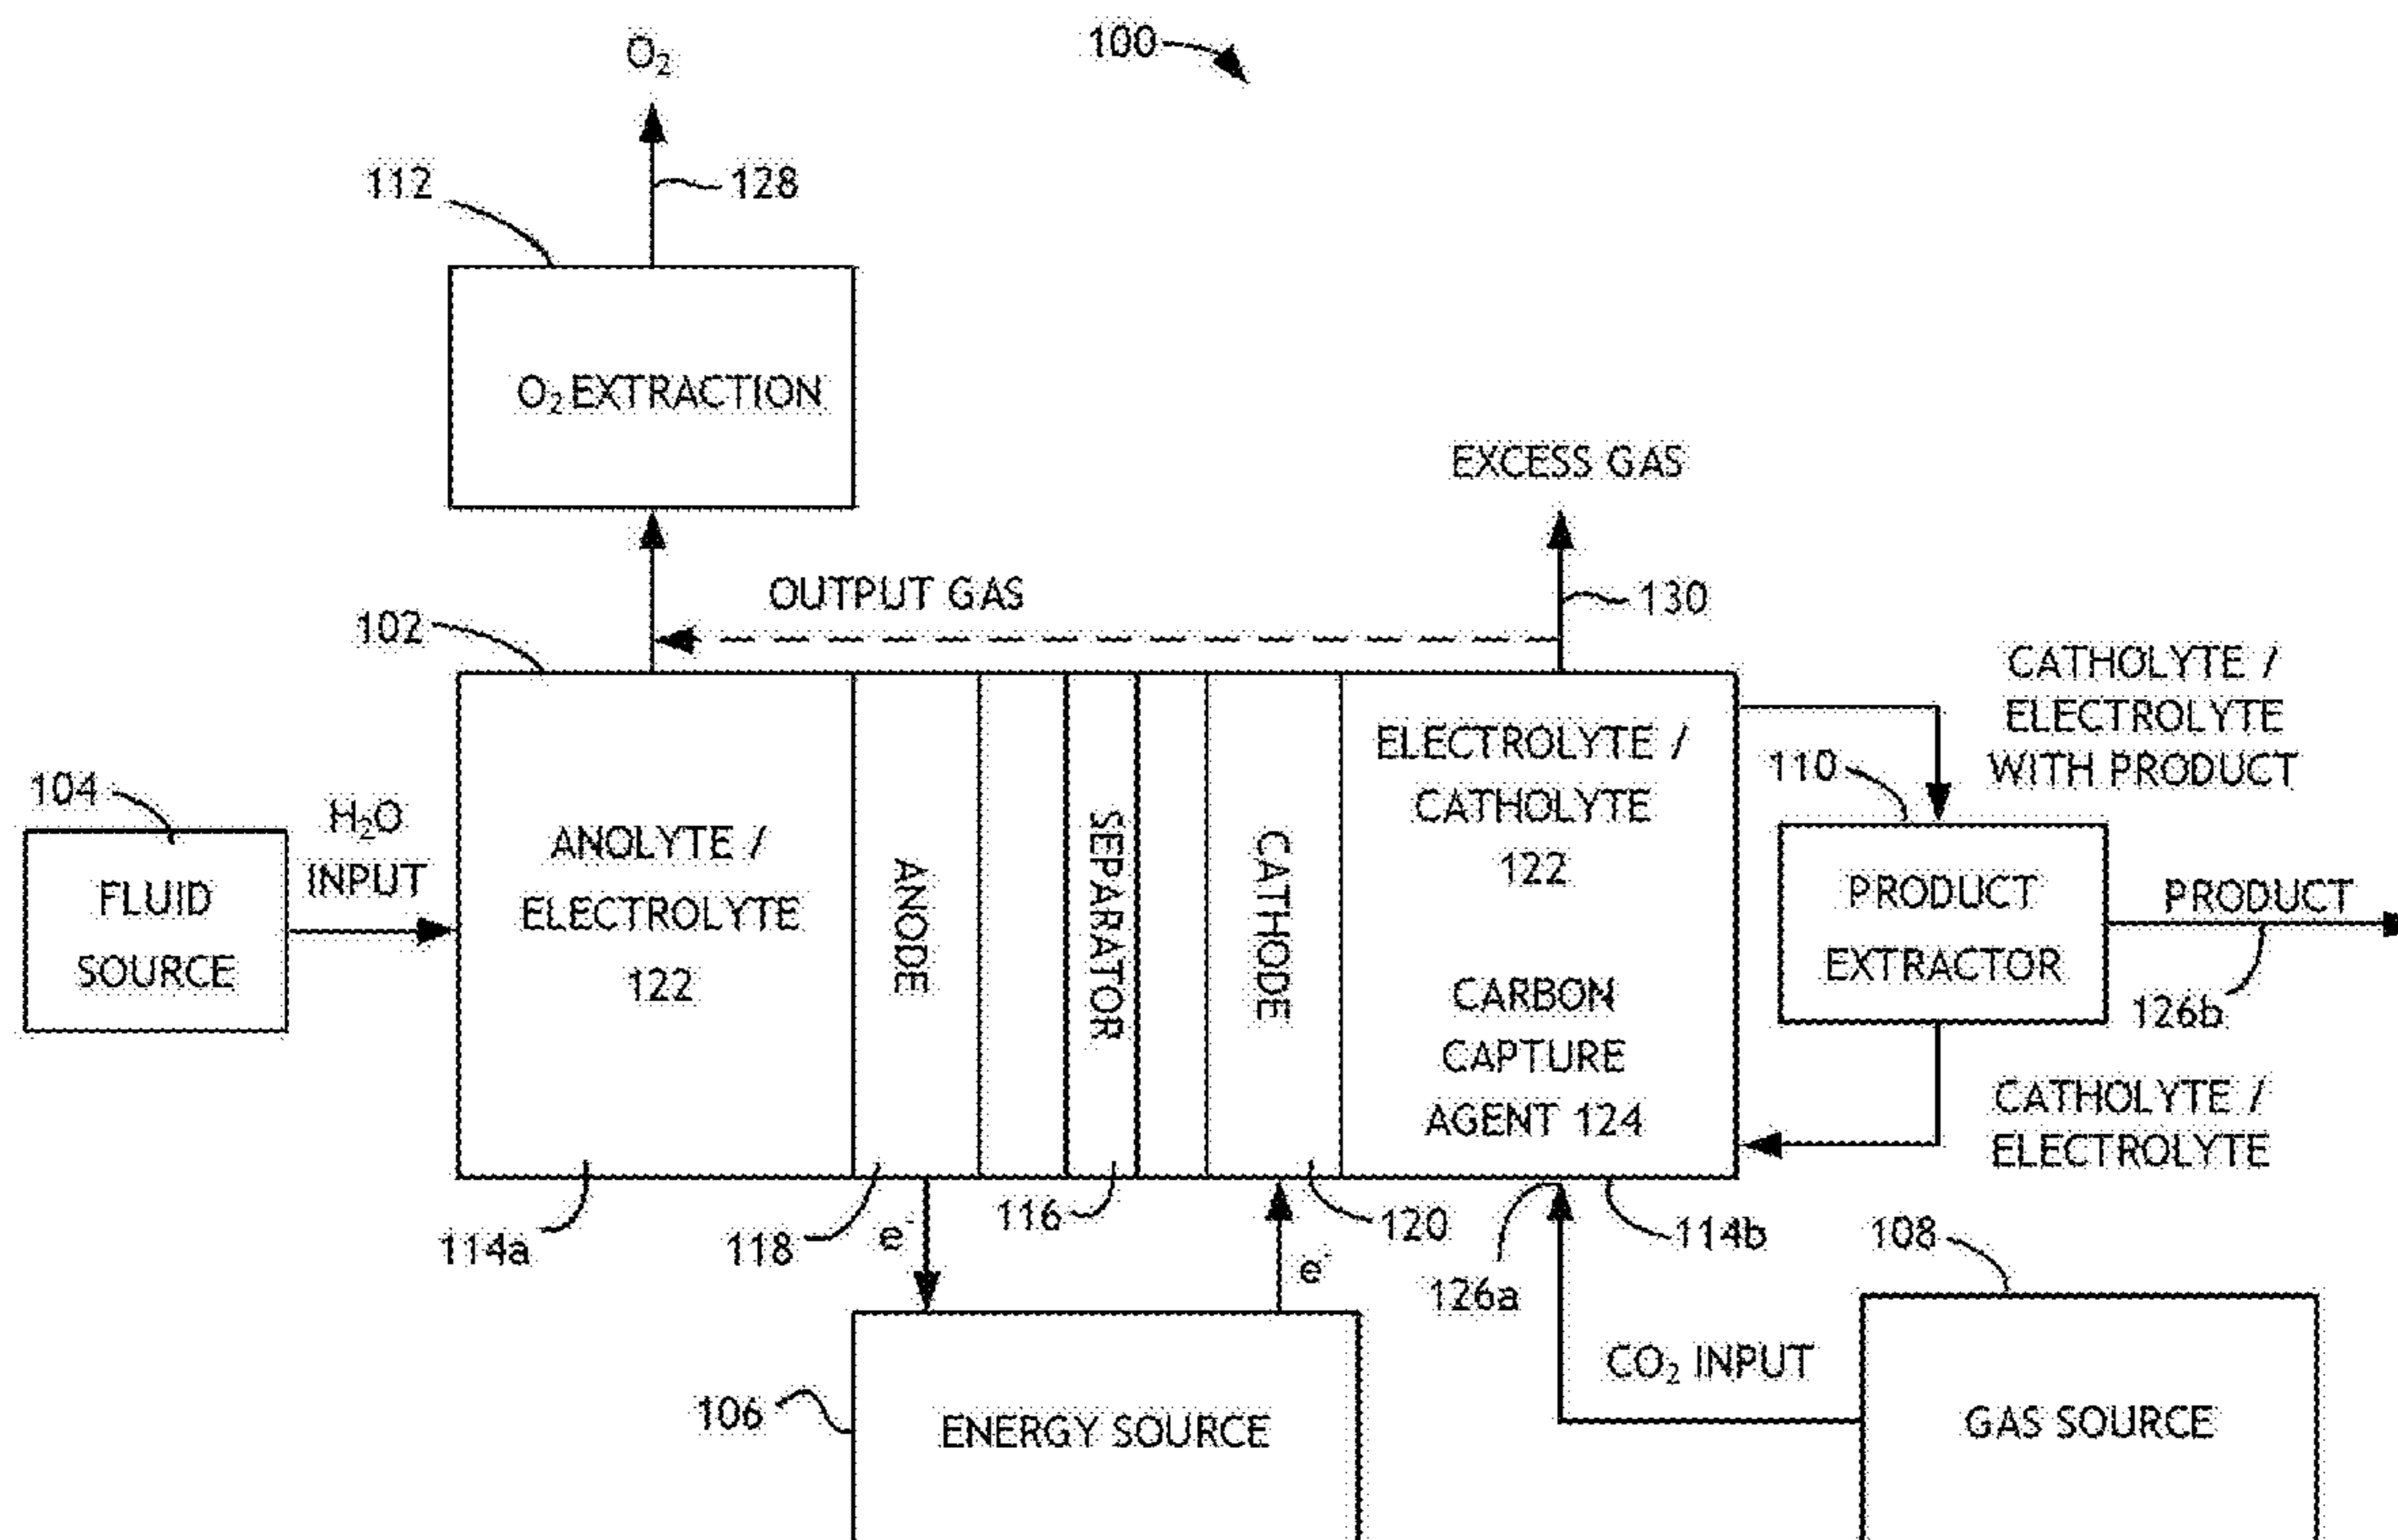 100
O₂
128
112
O₂ EXTRACTION
EXCESS GAS
130
OUTPUT GAS
102
CATHOLYTE /
ELECTROLYTE
WITH PRODUCT
110
104
H₂O
INPUT
FLUID
SOURCE
ANOLYTE /
ELECTROLYTE
122
ANODE
SEPARATOR
CATHODE
ELECTROLYTE /
CATHOLYTE
122
CARBON
CAPTURE
AGENT 124
PRODUCT
EXTRACTOR
PRODUCT
126b
CATHOLYTE /
ELECTROLYTE
114a
118
e⁻
116
e⁻
120
126a
114b
108
CO₂ INPUT
106
ENERGY SOURCE
GAS SOURCE